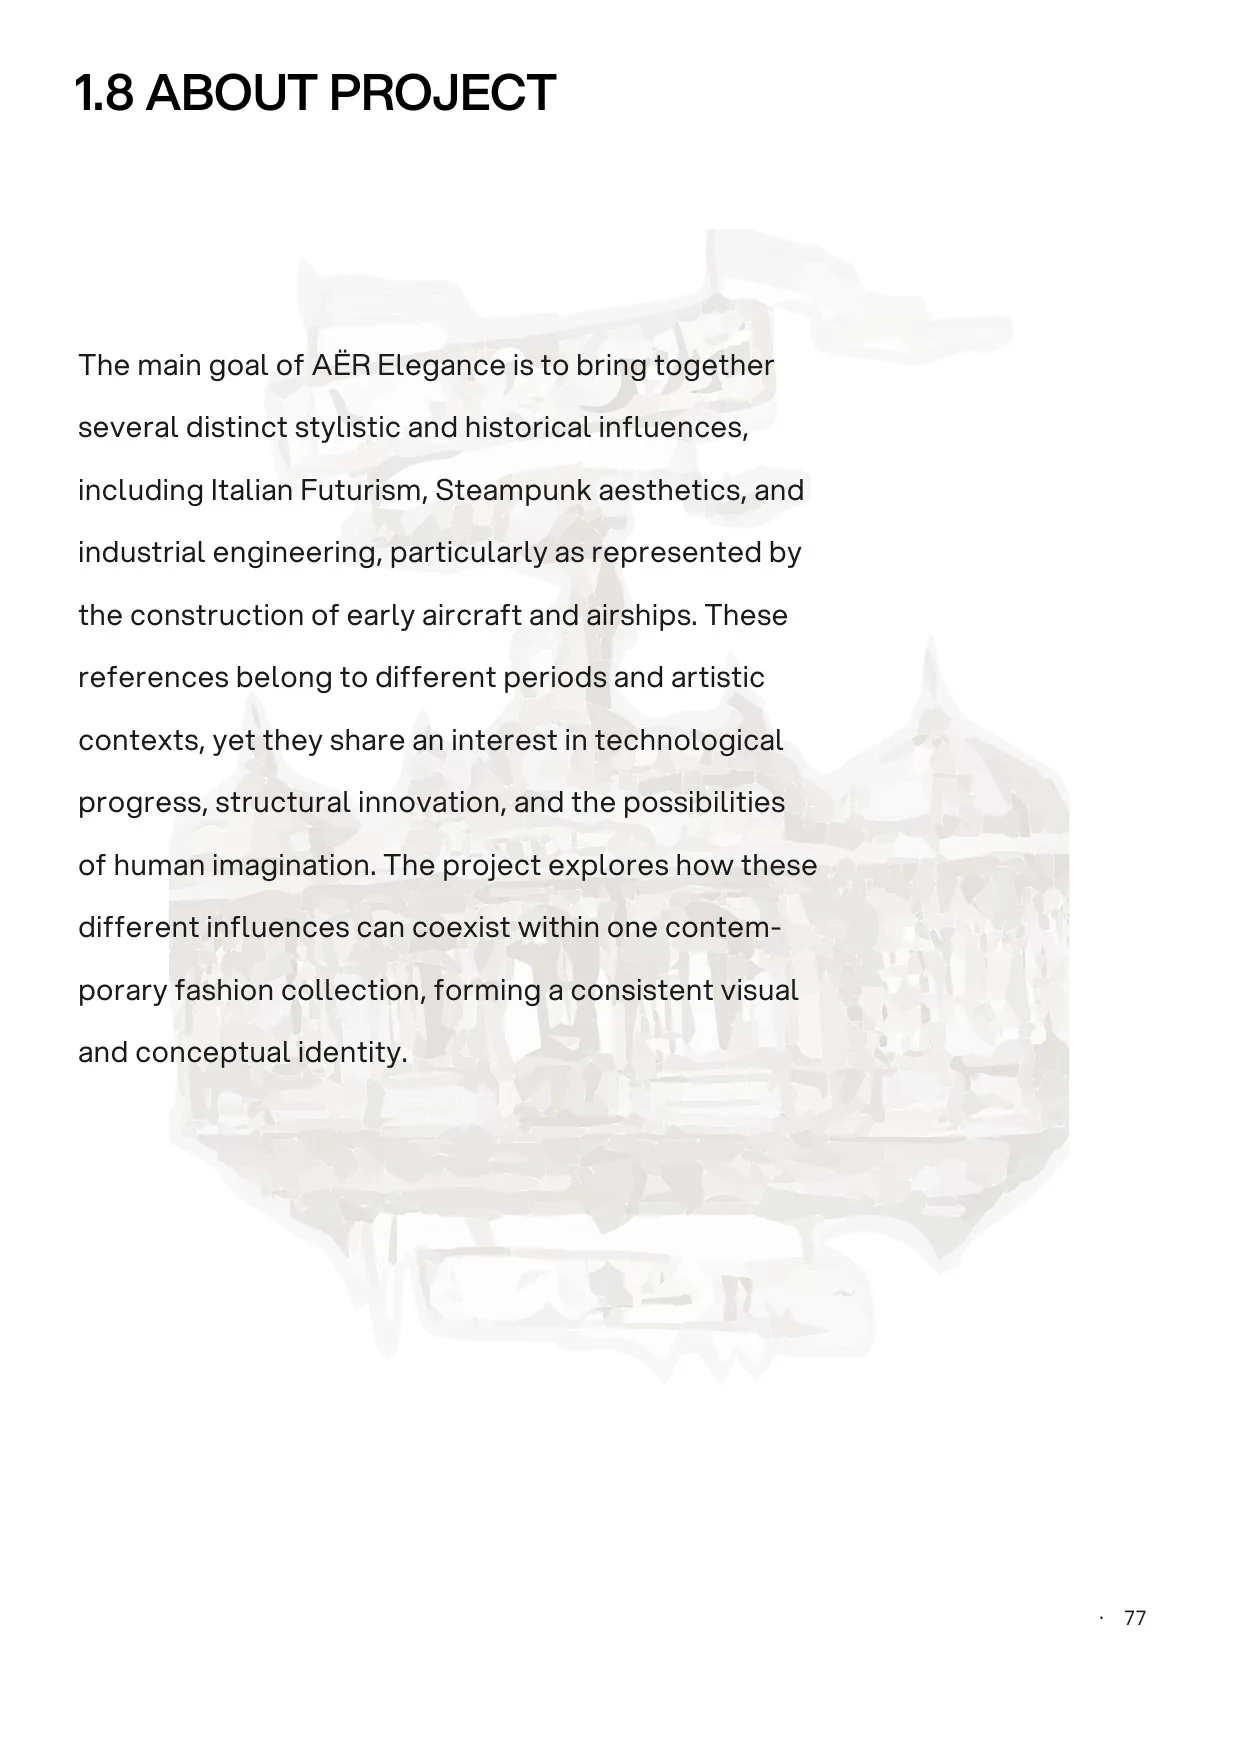 1.8 ABOUT PROJECT
The main goal of AËR Elegance is to bring together
several distinct stylistic and historical influences,
including Italian Futurism, Steampunk aesthetics, and
industrial engineering, particularly as represented by
the construction of early aircraft and airships. These
references belong to different periods and artistic
contexts, yet they share an interest in technological
progress, structural innovation, and the possibilities
of human imagination. The project explores how these
different influences can coexist within one contem-
porary fashion collection, forming a consistent visual
and conceptual identity.
· 77